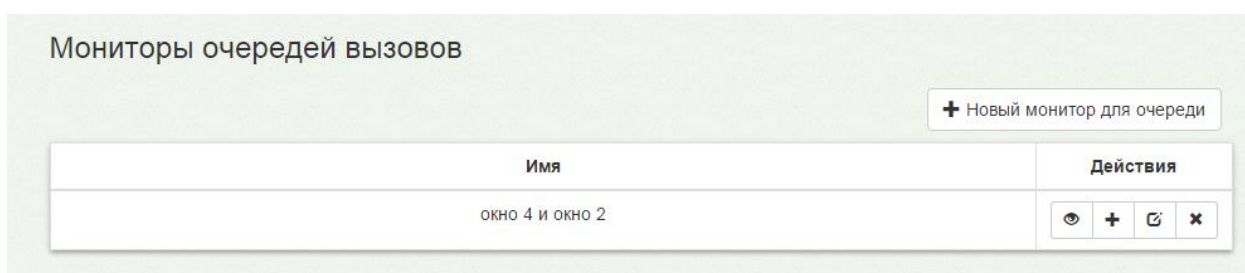 Мониторы очередей вызовов
Новый монитор для очереди
Имя Действия
окно 4 и окно 2